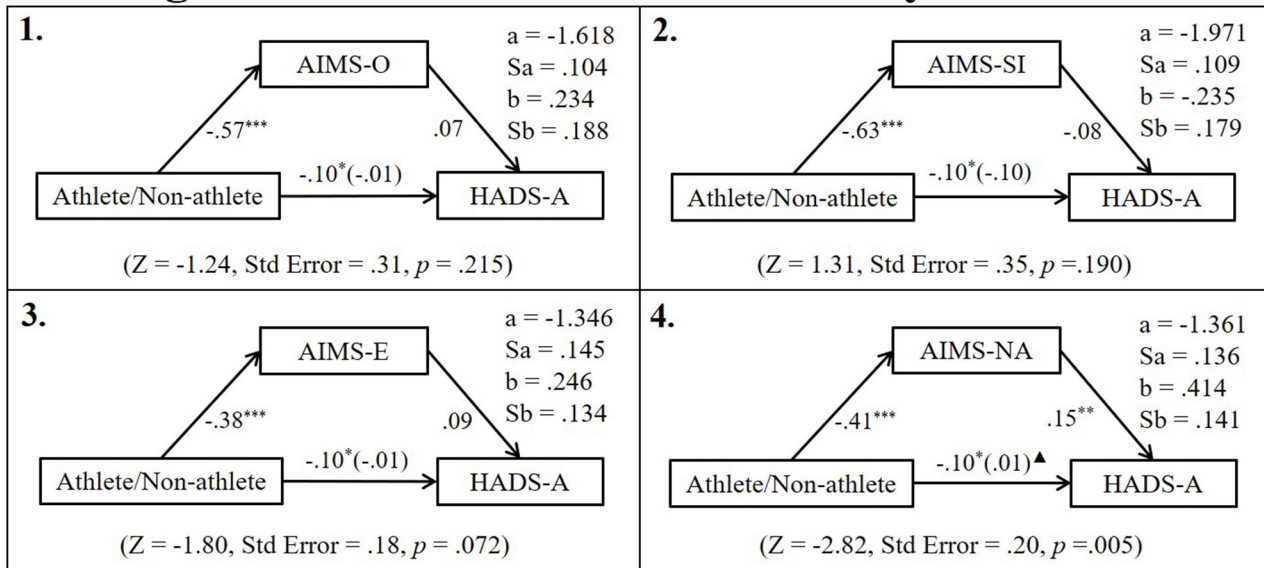 1.
AIMS-O
a = -1.618
Sa = .104
b = .234
Sb = .188
-.57***
.07
-.10*(-.01)
Athlete/Non-athlete
HADS-A
(Z = -1.24, Std Error = .31, p = .215)
2.
AIMS-SI
a = -1.971
Sa = .109
b = -.235
Sb = .179
-.63***
-.08
-.10*(-.10)
Athlete/Non-athlete
HADS-A
(Z = 1.31, Std Error = .35, p =.190)
3.
AIMS-E
a = -1.346
Sa = .145
b = .246
Sb = .134
-.38***
.09
-.10*(-.01)
Athlete/Non-athlete
HADS-A
(Z = -1.80, Std Error = .18, p = .072)
4.
AIMS-NA
a = -1.361
Sa = .136
b = .414
Sb = .141
-.41***
.15**
-.10*(.01)▲
Athlete/Non-athlete
HADS-A
(Z = -2.82, Std Error = .20, p =.005)